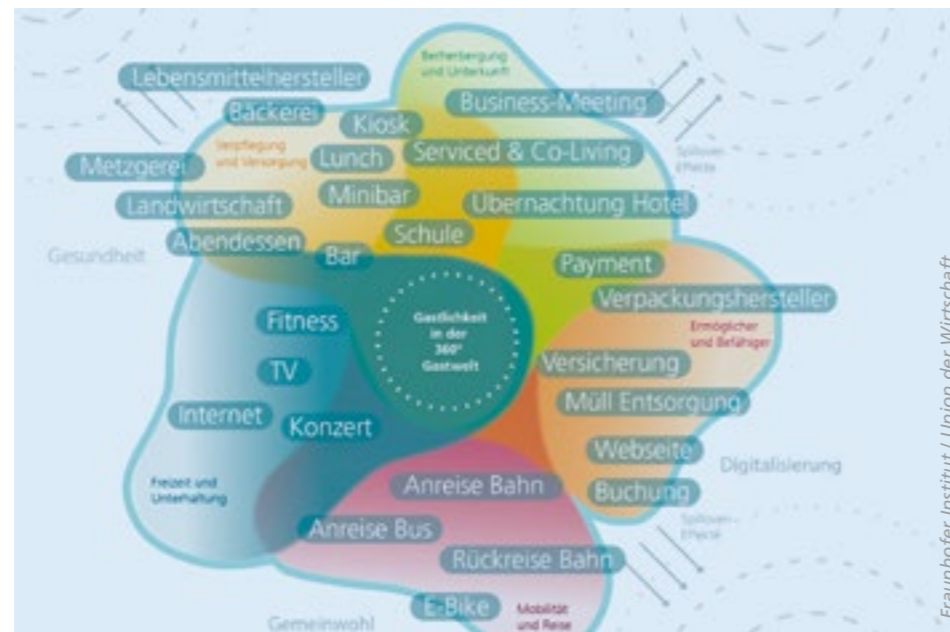 Beherbergung
und Unterkunft
Lebensmittelhersteller
Bäckerei
Business-Meeting
Kiosk
Verpflegung
und Versorgung
Lunch
Serviced & Co-Living
Spillover-
Effekte
Metzgerei
Minibar
Landwirtschaft
Übernachtung Hotel
Abendessen
Schule
Bar
Gesundheit
Payment
Verpackungshersteller
Fitness
Gastlichkeit
in der
360°
Gastwelt
Ermöglicher
und Befähiger
TV
Versicherung
Internet
Müll Entsorgung
Konzert
Webseite
Digitalisierung
Freizeit und
Unterhaltung
Anreise Bahn
Buchung
Anreise Bus
Spillover-
Effekte
Rückreise Bahn
E-Bike
Mobilität
und Reise
Gemeinwohl
Fraunhofer Institut / Union der Wirtschaft